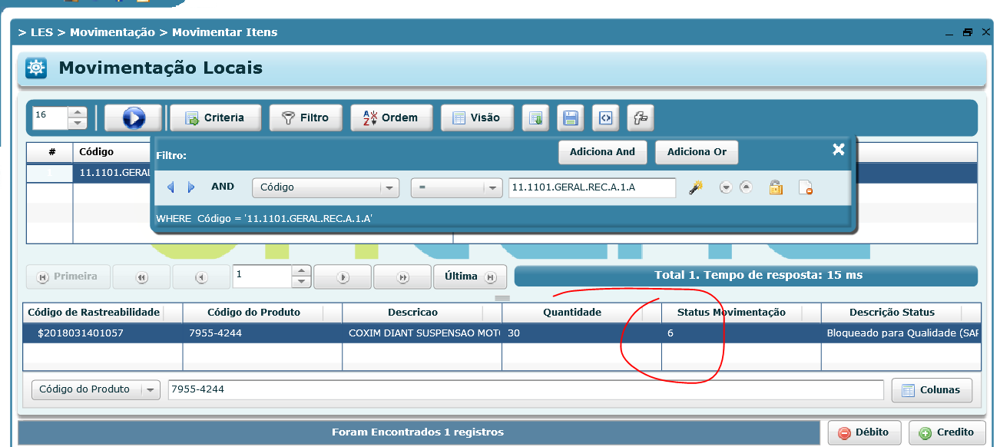 > LES > Movimentação > Movimentar Itens
Movimentação Locais
16 Criteria Filtro Ordem Visão
# Código
1 11.1101.GERAL
Filtro: Adiciona And Adiciona Or
AND Código = 11.1101.GERAL.REC.A.1.A
WHERE Código = '11.1101.GERAL.REC.A.1.A'
Primeira 1 Última Total 1. Tempo de resposta: 15 ms
Código de Rastreabilidade Código do Produto Descricao Quantidade Status Movimentação Descrição Status
$2018031401057 7955-4244 COXIM DIANT SUSPENSAO MOT 30 6 Bloqueado para Qualidade (SAP
Código do Produto 7955-4244 Colunas
Foram Encontrados 1 registros Débito Credito